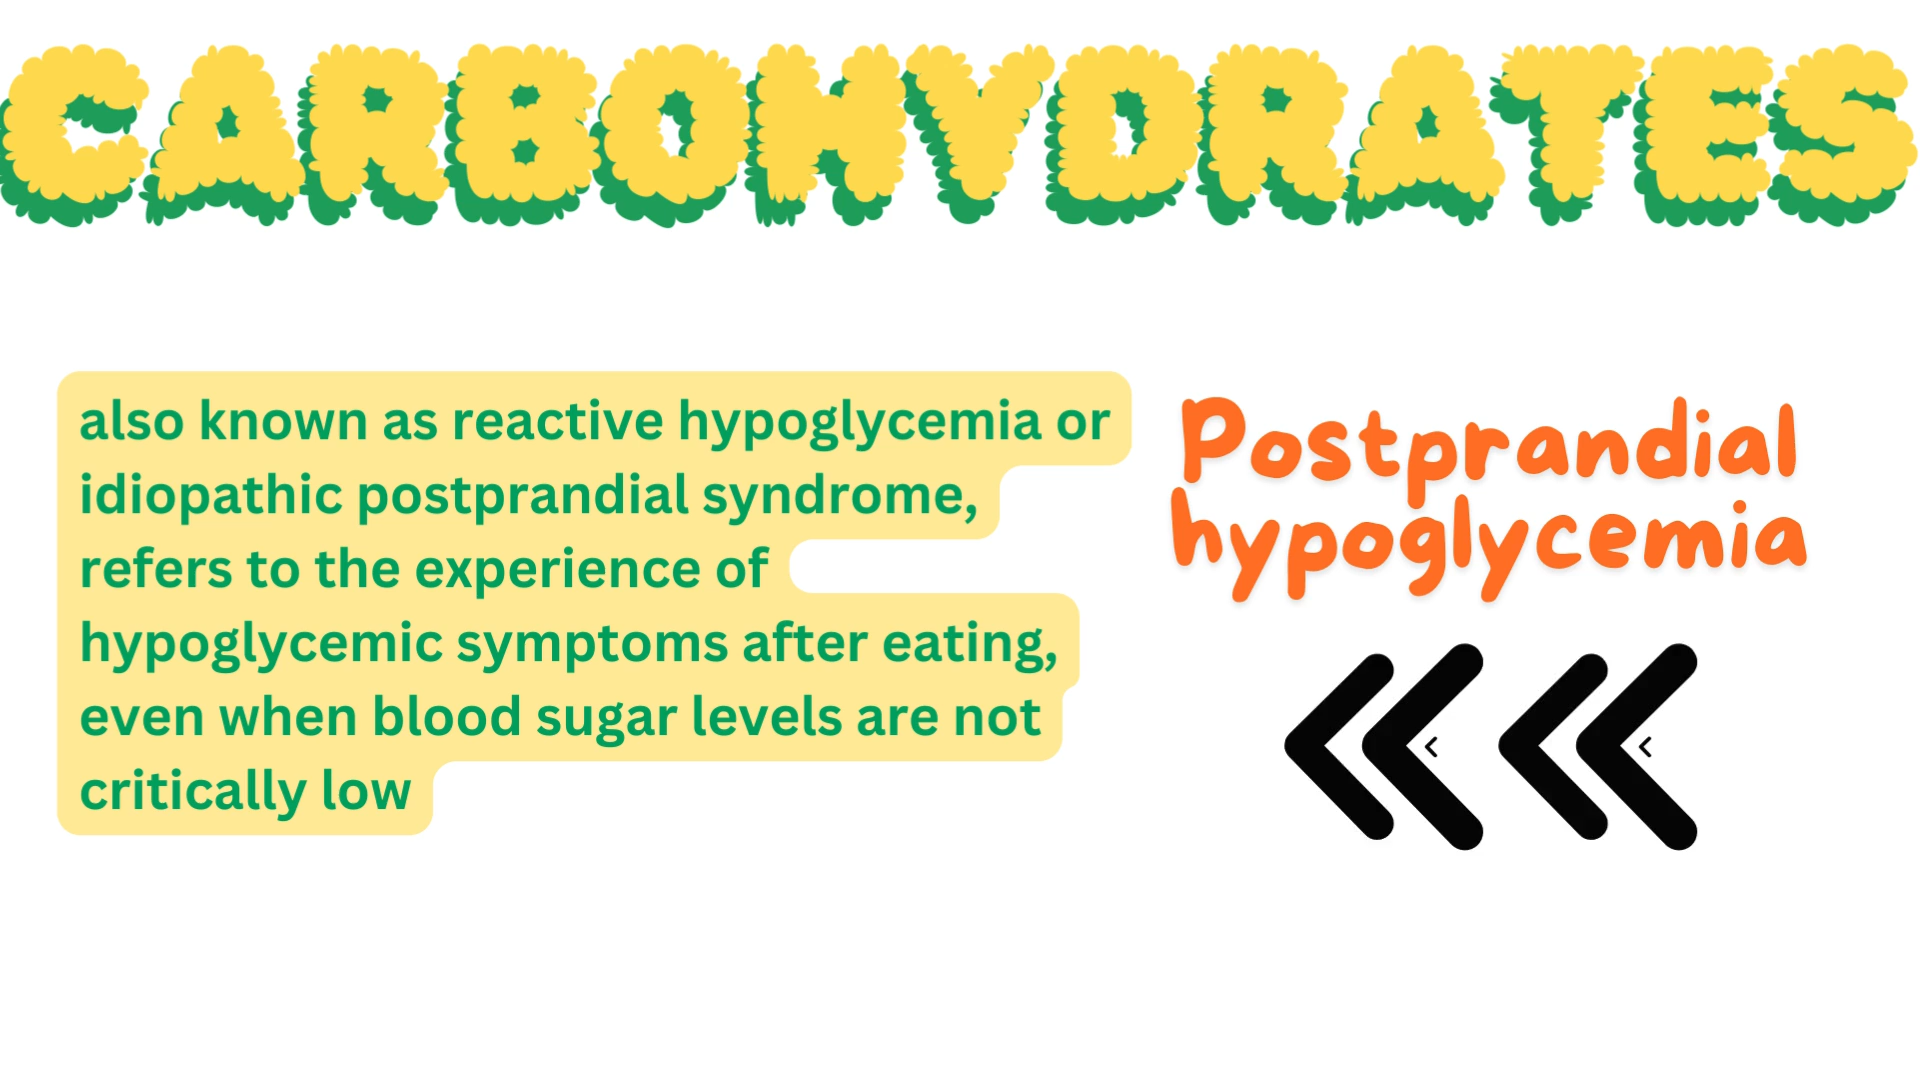 CARBOHYDRATES
also known as reactive hypoglycemia or
idiopathic postprandial syndrome,
refers to the experience of
hypoglycemic symptoms after eating,
even when blood sugar levels are not
critically low
Postprandial
hypoglycemia